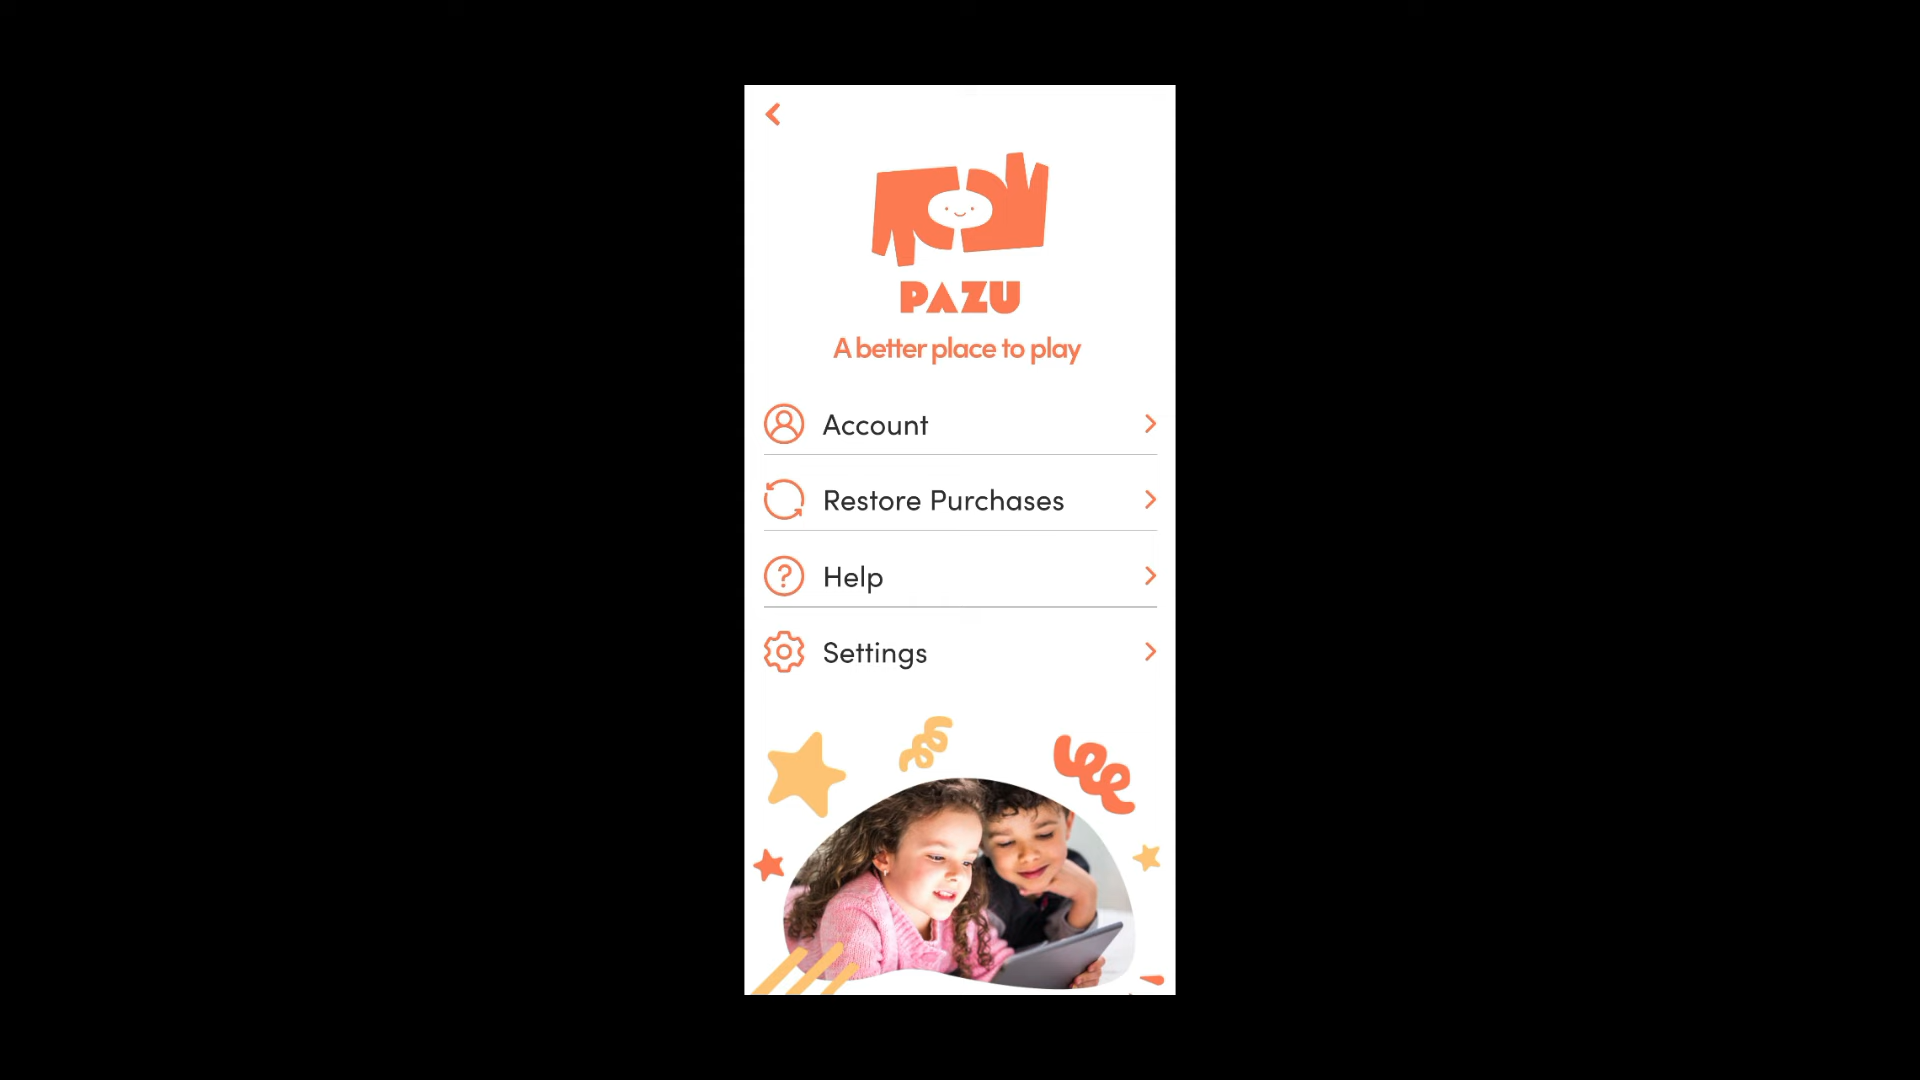 PAZU
A better place to play
Account
Restore Purchases
Help
Settings